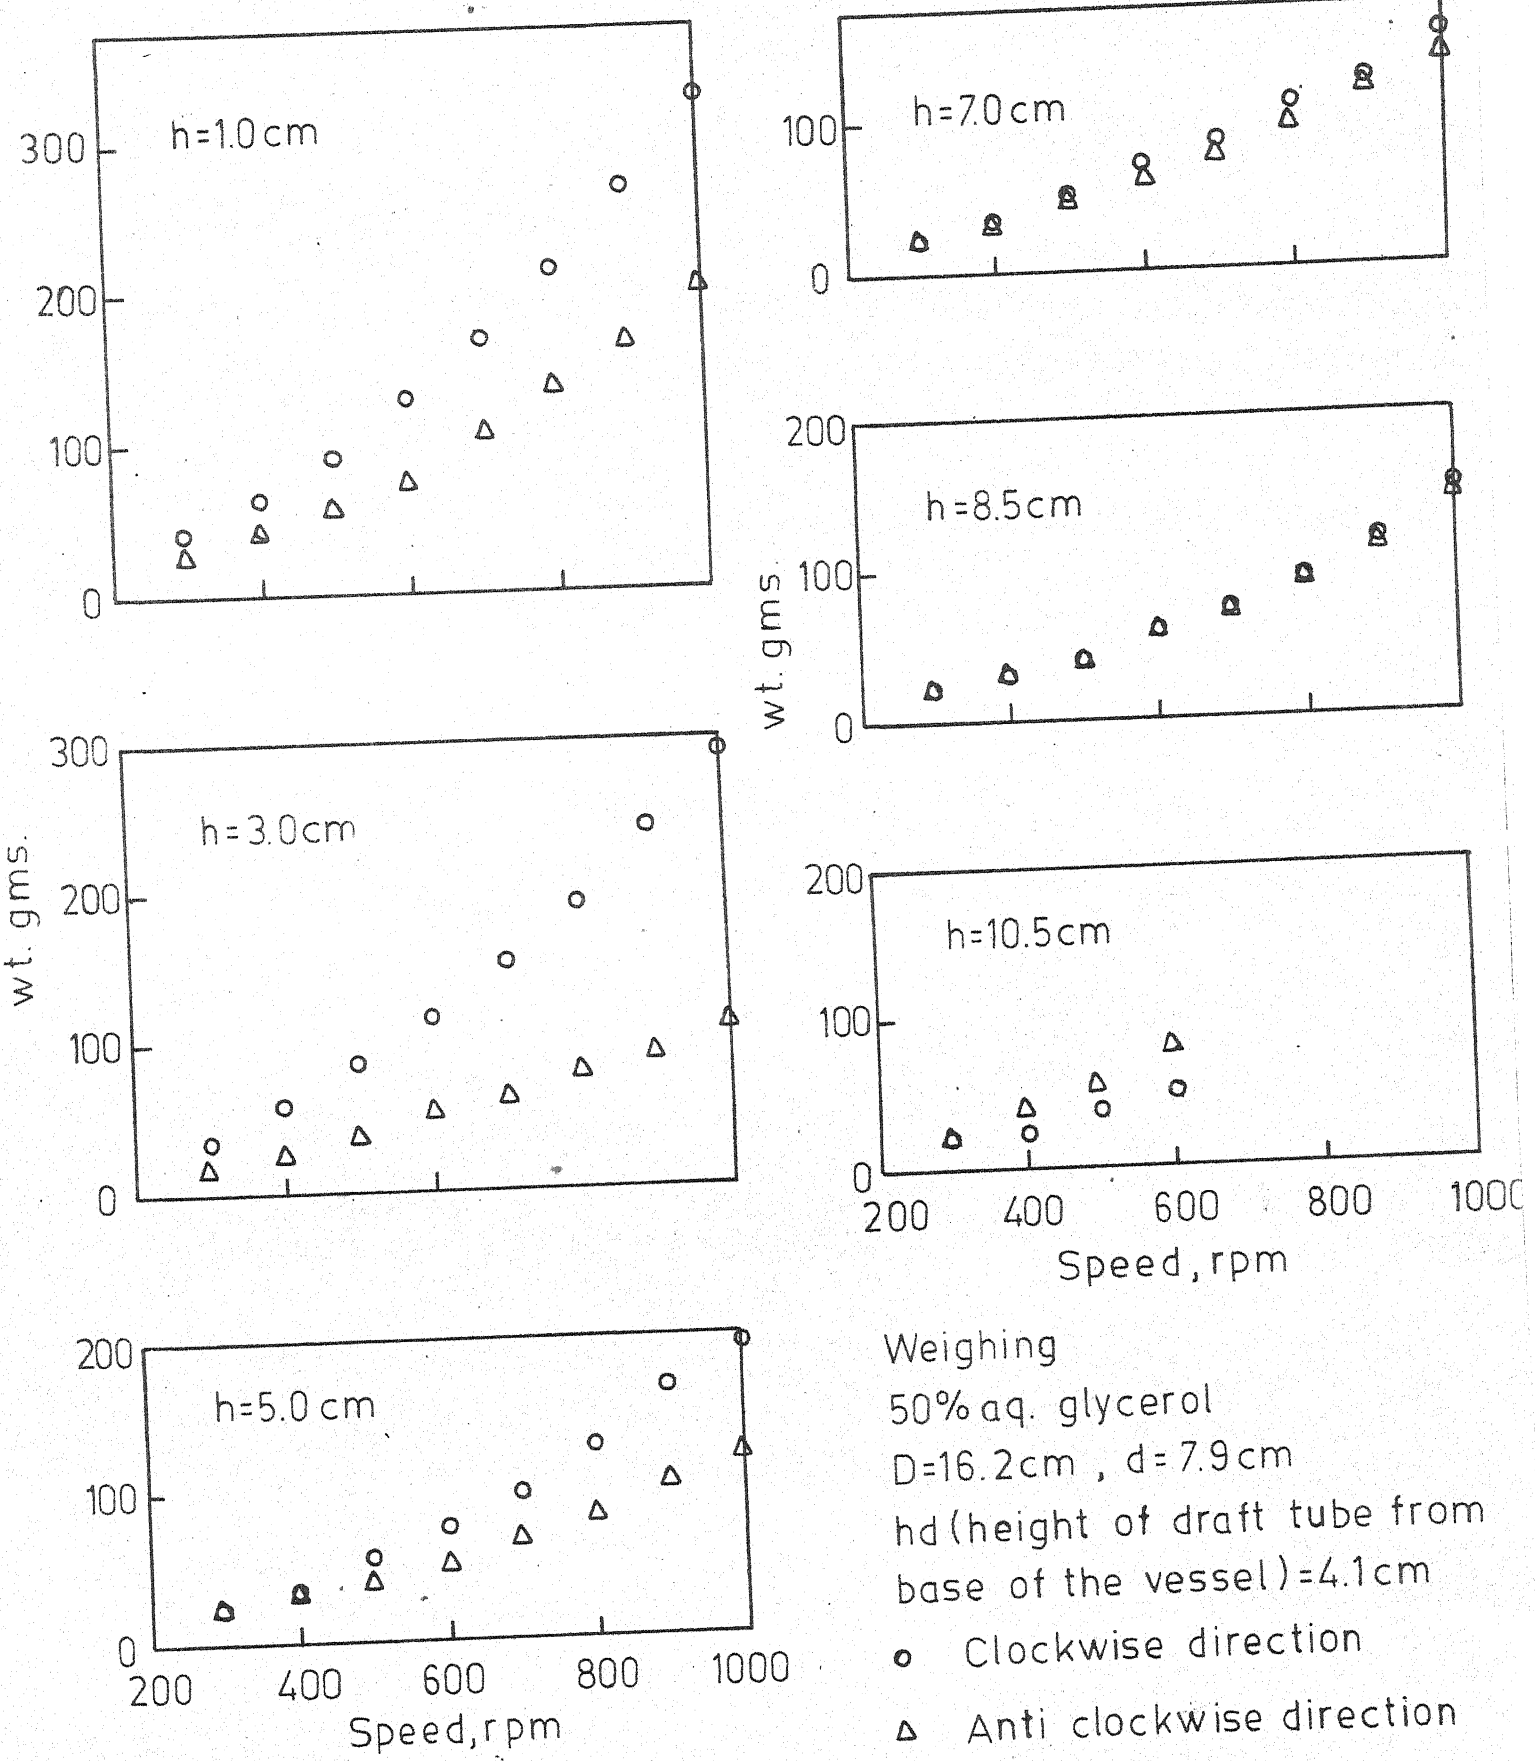 300
200
100
0
h=1.0cm
wt. gms.
300
200
100
0
h=3.0cm
200
100
0
h=5.0 cm
200 400 600 800 1000
Speed,rpm
100
0
h=7.0cm
wt. gms.
200
100
0
h=8.5cm
200
100
0
h=10.5cm
200 400 600 800 1000
Speed,rpm
Weighing
50% aq. glycerol
D=16.2cm , d=7.9cm
hd (height of draft tube from
base of the vessel)=4.1cm
o Clockwise direction
Δ Anti clockwise direction